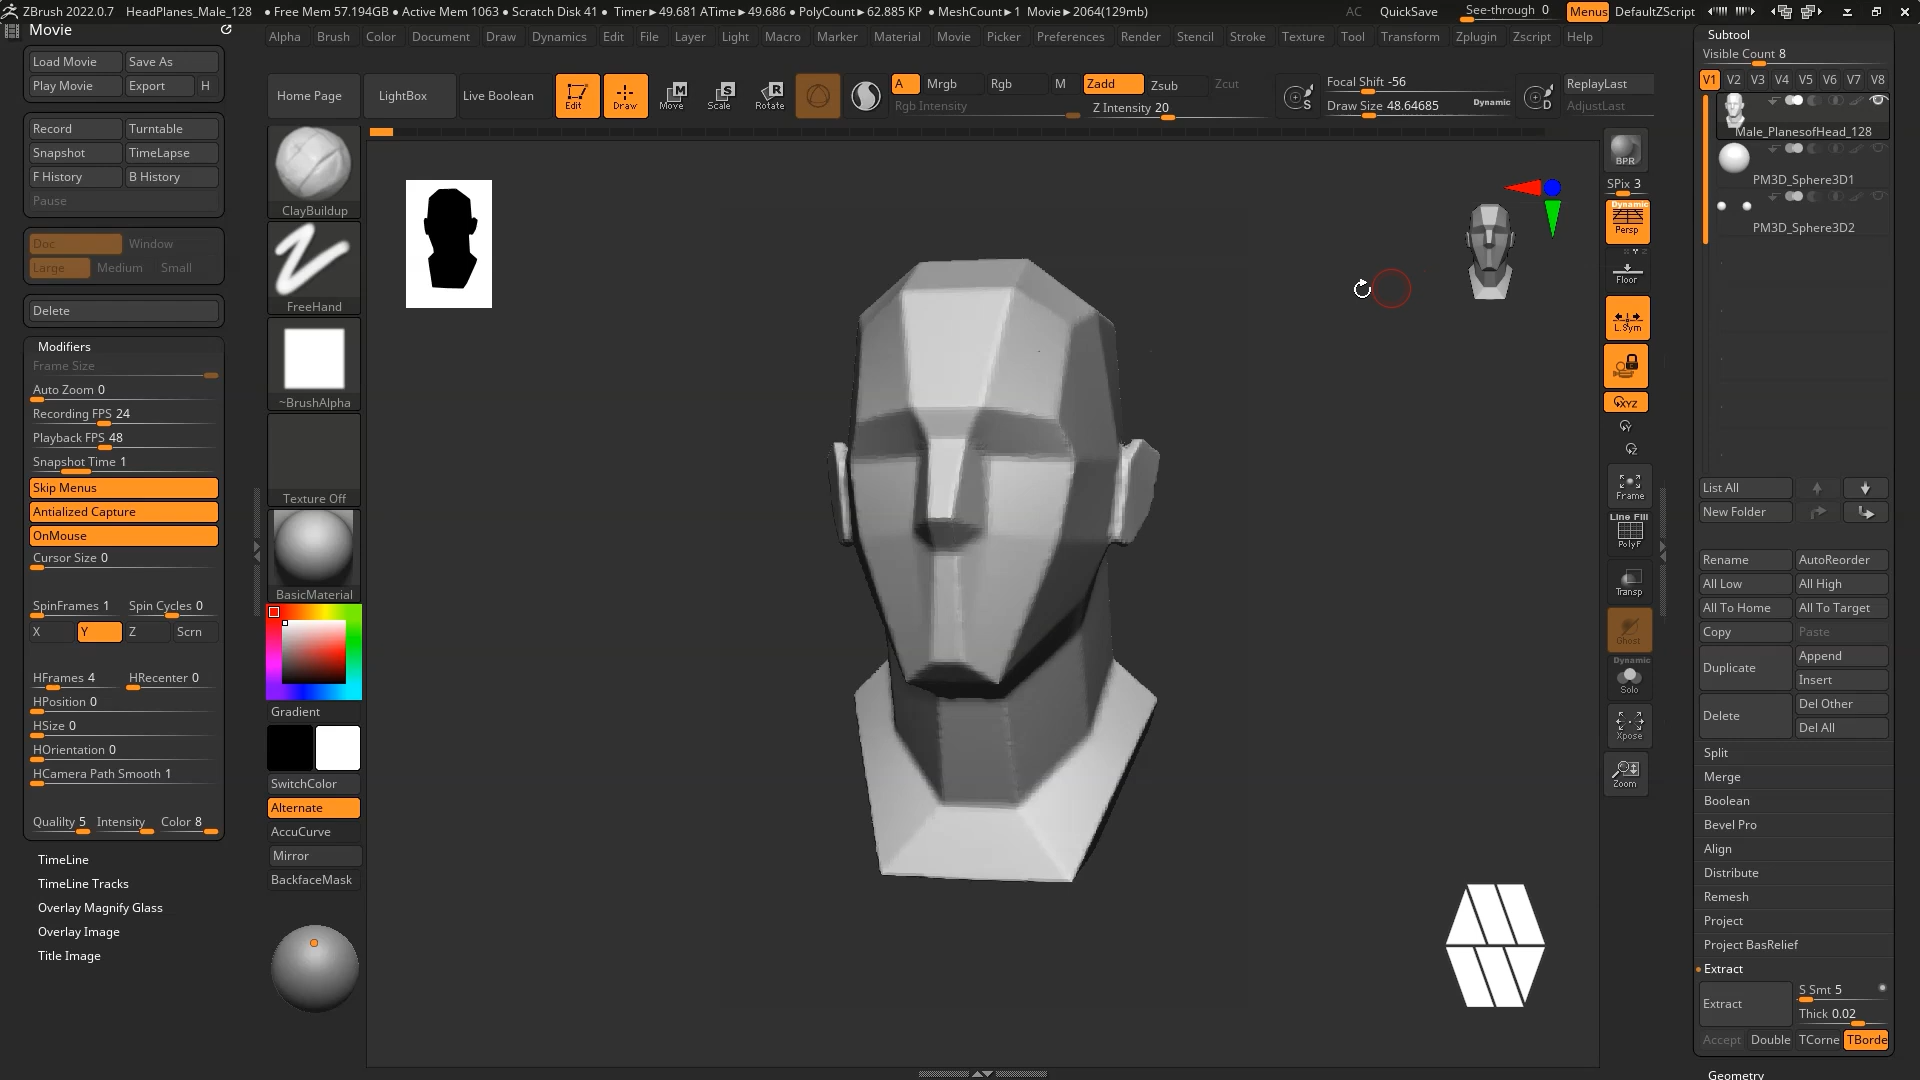 ZBrush 2022.0.7 HeadPlanes_Male_128 • Free Mem 57.194GB • Active Mem 1063 • Scratch Disk 41 • Timer►49.681 ATime►49.686 • PolyCount►62.885 KP • MeshCount►1 Movie►2064(129mb) AC QuickSave See-through 0 Menus DefaultZScript
Alpha Brush Color Document Draw Dynamics Edit File Layer Light Macro Marker Material Movie Picker Preferences Render Stencil Stroke Texture Tool Transform Zplugin Zscript Help
Movie
Load Movie Save As
Play Movie Export H
Record Turntable
Snapshot TimeLapse
F History B History
Pause
Doc Window
Large Medium Small
Delete
Modifiers
Frame Size
Auto Zoom 0
Recording FPS 24
Playback FPS 48
Snapshot Time 1
Skip Menus
Antialized Capture
OnMouse
Cursor Size 0
SpinFrames 1 Spin Cycles 0
X Y Z Scrn
HFrames 4 HRecenter 0
HPosition 0
HSize 0
HOrientation 0
HCamera Path Smooth 1
Qualilty 5 Intensity Color 8
TimeLine
TimeLine Tracks
Overlay Magnify Glass
Overlay Image
Title Image
Home Page LightBox Live Boolean Edit Draw Move Scale Rotate
M S R
A Mrgb Rgb M Zadd Zsub Zcut
Rgb Intensity Z Intensity 20
S Focal Shift -56
Draw Size 48.64685 Dynamic D
ReplayLast
AdjustLast
ClayBuildup
FreeHand
~BrushAlpha
Texture Off
BasicMaterial
Gradient
SwitchColor
Alternate
AccuCurve
Mirror
BackfaceMask
BPR
SPix 3
Dynamic
Persp
Floor
L.Sym
XYZ
Y
Z
Frame
Line Fill
PolyF
Transp
Ghost
Dynamic
Solo
Xpose
Zoom
Subtool
Visible Count 8
V1 V2 V3 V4 V5 V6 V7 V8
Male_PlanesofHead_128
PM3D_Sphere3D1
PM3D_Sphere3D2
List All
New Folder
Rename AutoReorder
All Low All High
All To Home All To Target
Copy Paste
Duplicate Append
Insert
Delete Del Other
Del All
Split
Merge
Boolean
Bevel Pro
Align
Distribute
Remesh
Project
Project BasRelief
Extract
Extract S Smt 5
Thick 0.02
Accept Double TCorne TBorde
Geometry